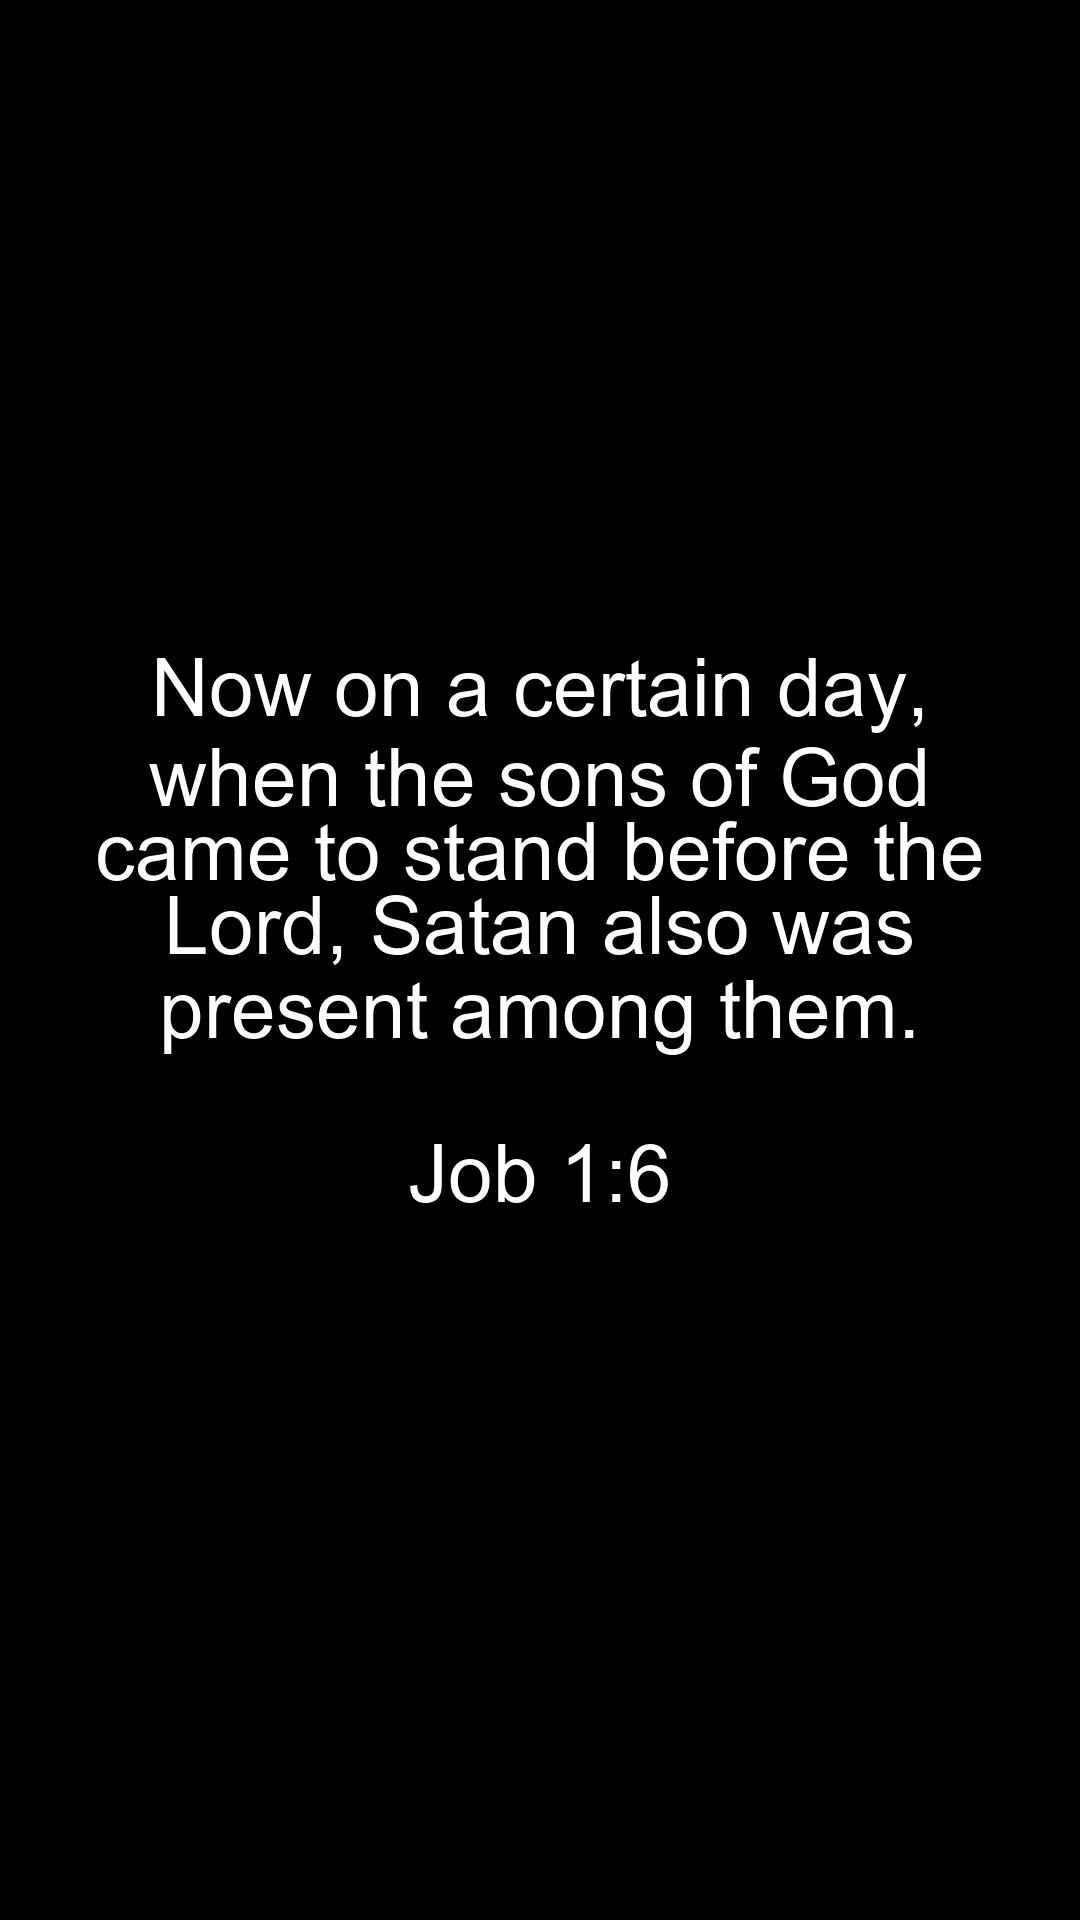 Now on a certain day,
when the sons of God
came to stand before the
Lord, Satan also was
present among them.
Job 1:6